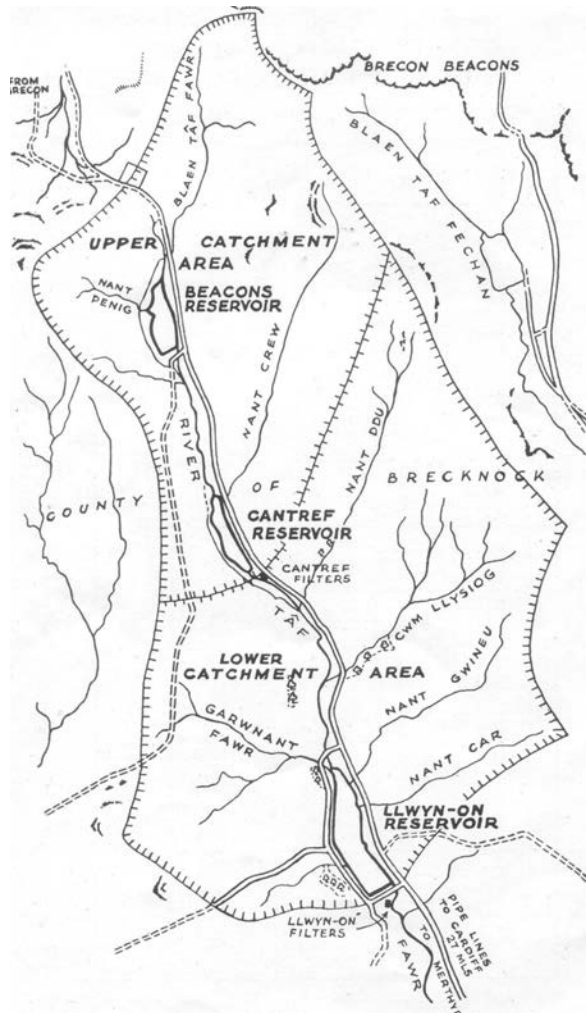 FROM
BRECON
BRECON BEACONS
BLAEN TÂF FAWR
BLAEN TAF FECHAN
UPPER CATCHMENT
AREA
NANT
PENIG
BEACONS
RESERVOIR
NANT CREW
RIVER
NANT DDU
BRECKNOCK
COUNTY
OF
CANTREF
RESERVOIR
CANTREF
FILTERS
TÂF
CWM LLYSIOG
LOWER
CATCHMENT
AREA
NANT GWINEU
GARWNANT
FAWR
NANT CAR
LLWYN-ON
RESERVOIR
LLWYN-ON
FILTERS
PIPE LINES
TO CARDIFF
27 MLS
TO MERTHYR
FAWR